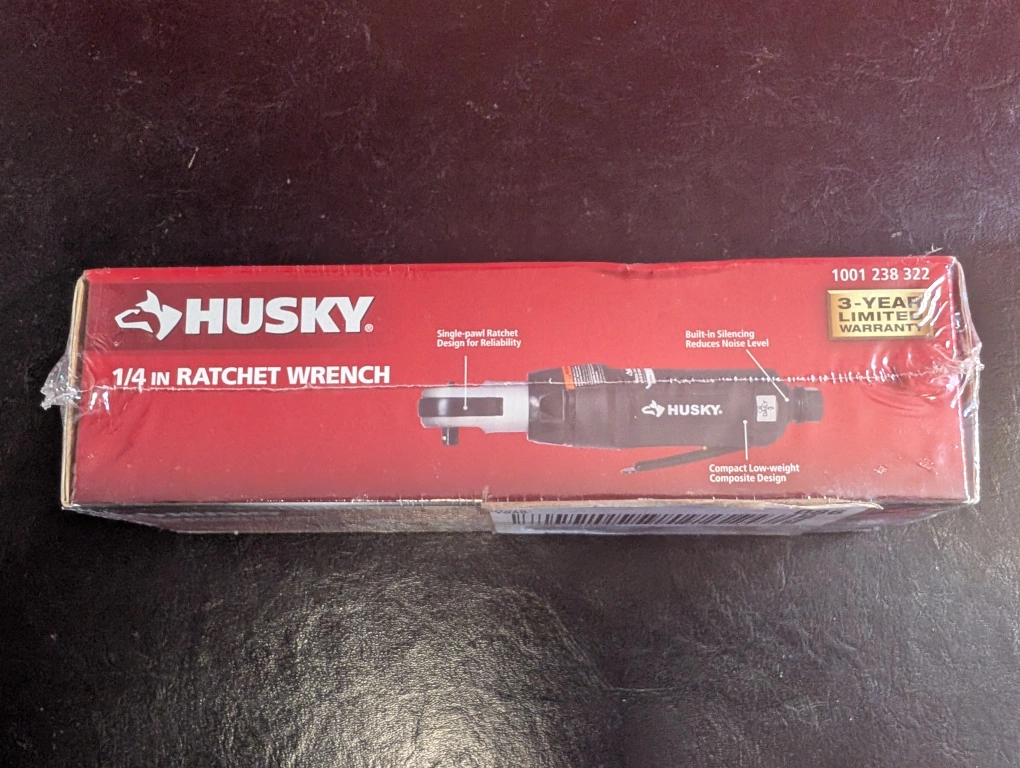 HUSKY®
1/4 IN RATCHET WRENCH
Single-pawl Ratchet
Design for Reliability
Built-in Silencing
Reduces Noise Level
1001 238 322
3-YEAR
LIMITED
WARRANTY
HUSKY®
Compact Low-weight
Composite Design